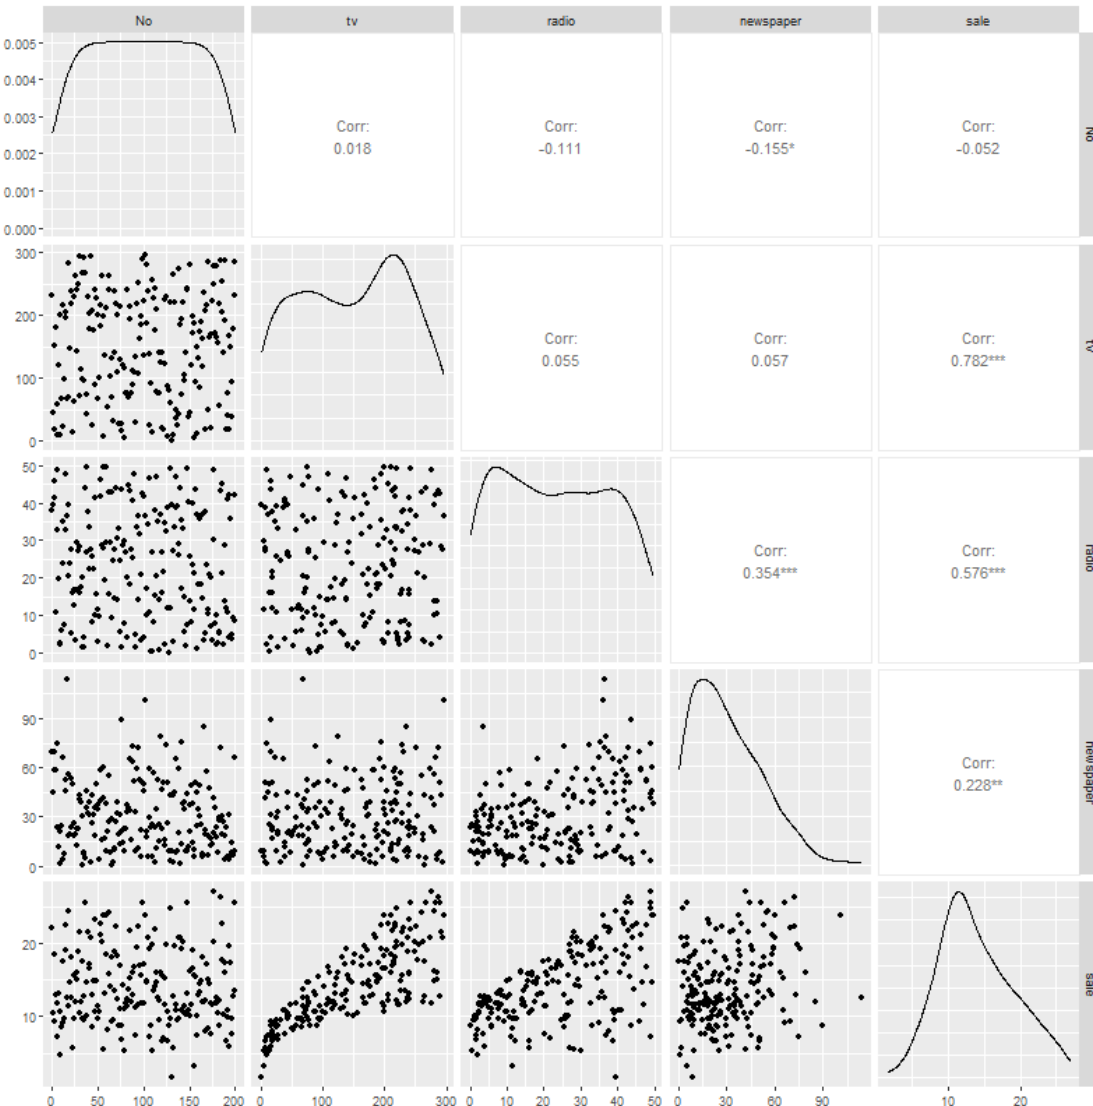 No tv radio newspaper sale
0.005
0.004
0.003
0.002
0.001
0.000
Corr:
0.018
Corr:
-0.111
Corr:
-0.155*
Corr:
-0.052
No
300
200
100
0
Corr:
0.055
Corr:
0.057
Corr:
0.782***
tv
50
40
30
20
10
0
Corr:
0.354***
Corr:
0.576***
radio
90
60
30
0
Corr:
0.228**
newspaper
20
10
sale
0 50 100 150 200 0 100 200 300 0 10 20 30 40 50 0 30 60 90 10 20